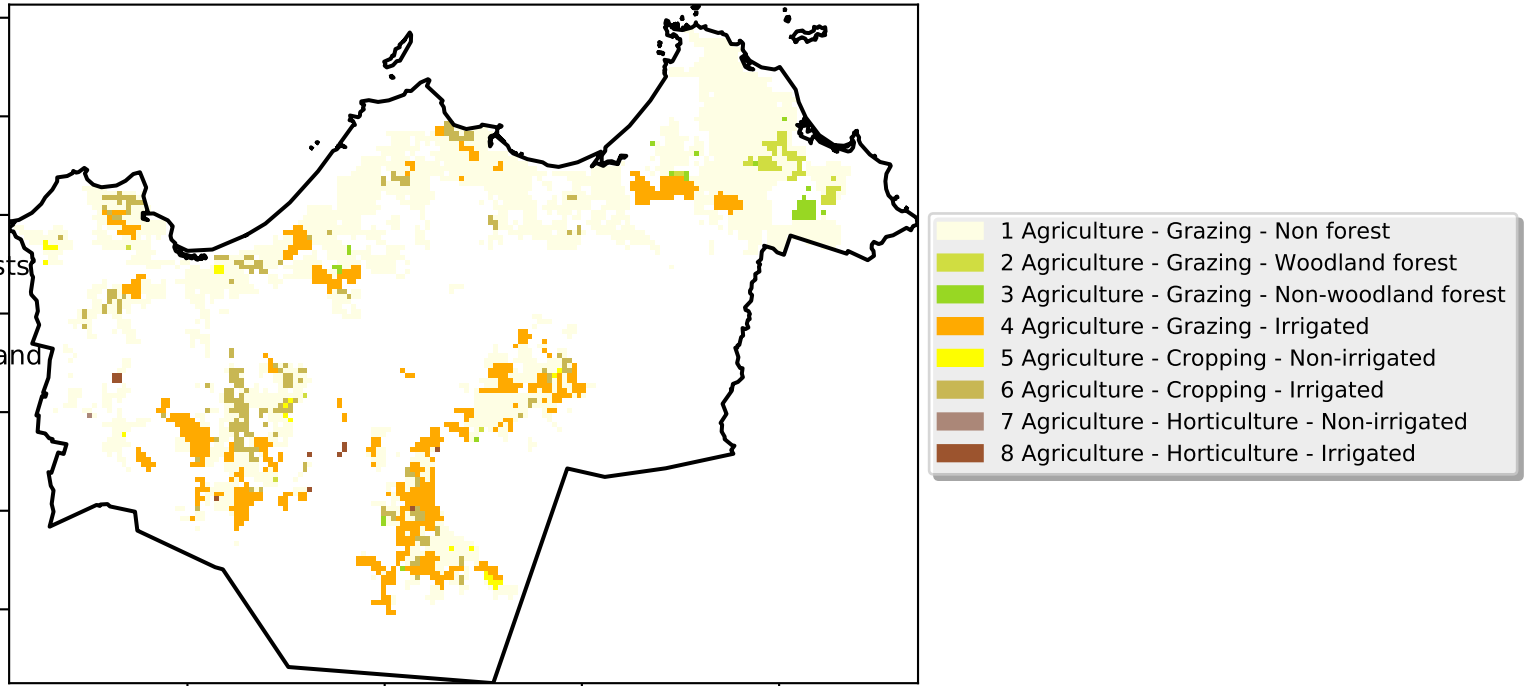 sts
and
1 Agriculture - Grazing - Non forest
2 Agriculture - Grazing - Woodland forest
3 Agriculture - Grazing - Non-woodland forest
4 Agriculture - Grazing - Irrigated
5 Agriculture - Cropping - Non-irrigated
6 Agriculture - Cropping - Irrigated
7 Agriculture - Horticulture - Non-irrigated
8 Agriculture - Horticulture - Irrigated